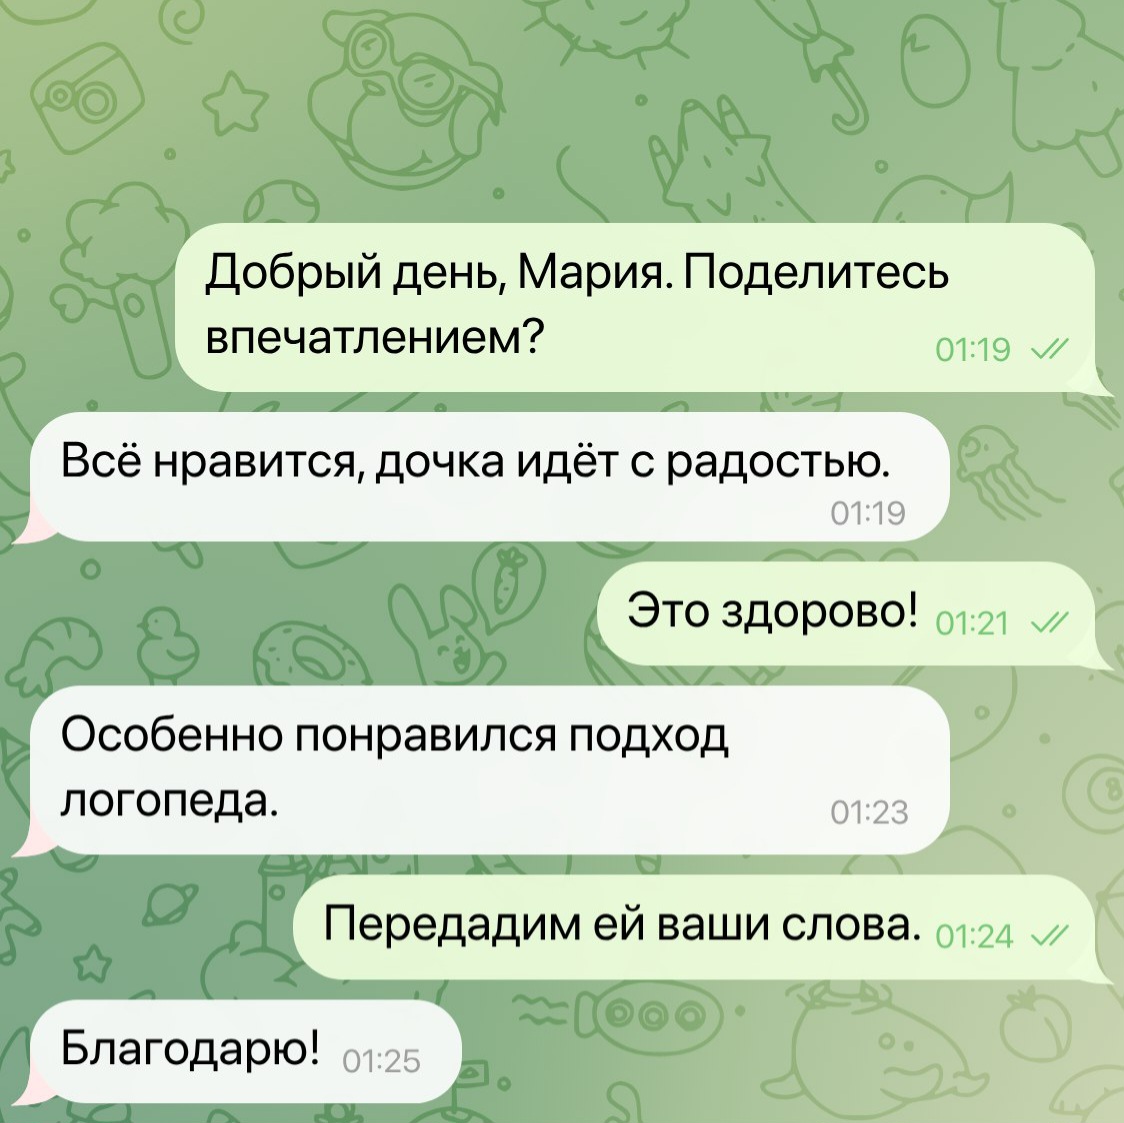 Добрый день, Мария. Поделитесь
впечатлением?
01:19
Всё нравится, дочка идёт с радостью.
01:19
Это здорово! 01:21
Особенно понравился подход
логопеда.
01:23
Передадим ей ваши слова. 01:24
Благодарю! 01:25